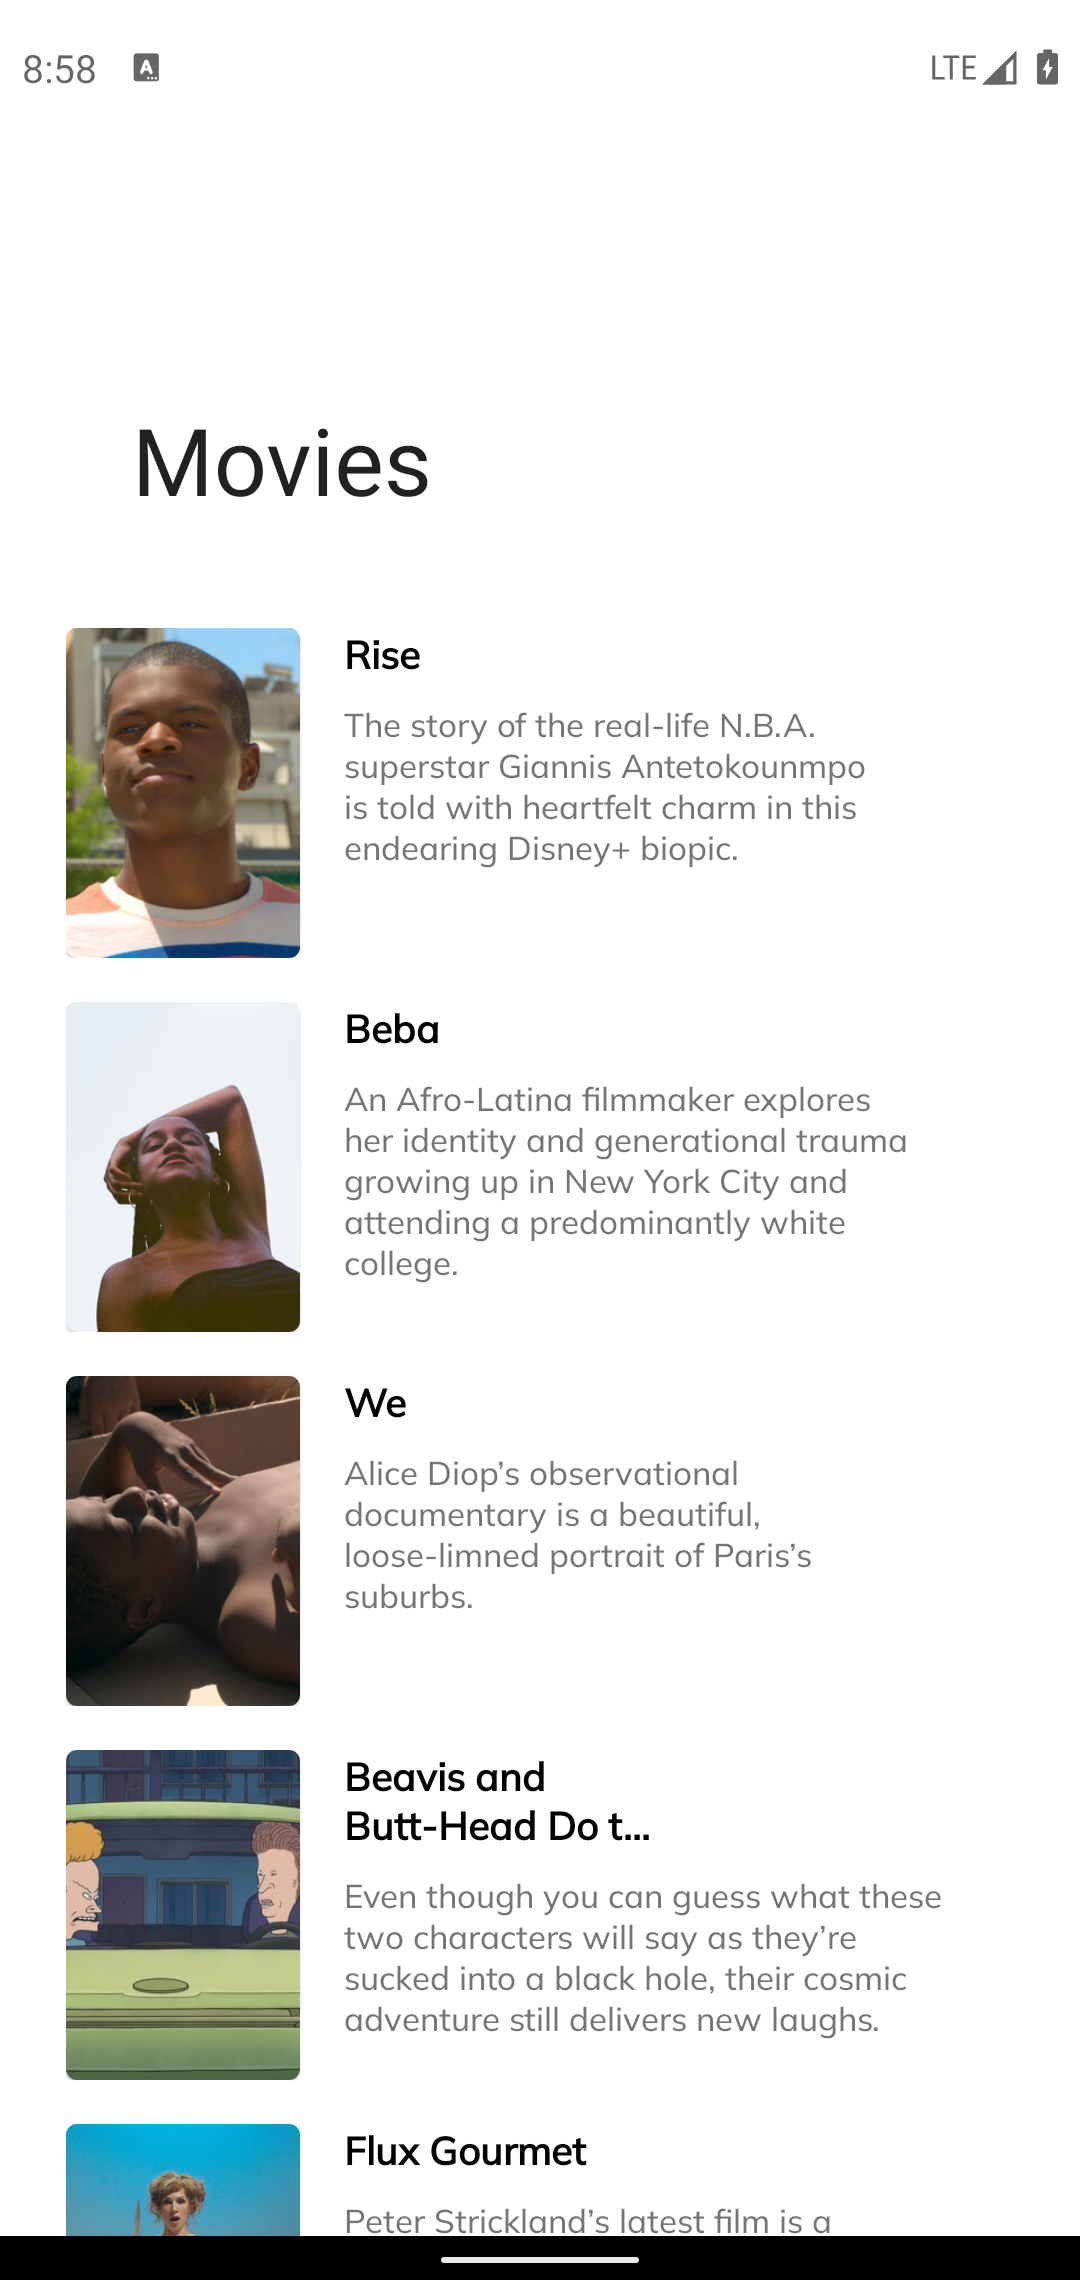 8:58
LTE
Movies
Rise
The story of the real-life N.B.A.
superstar Giannis Antetokounmpo
is told with heartfelt charm in this
endearing Disney+ biopic.
Beba
An Afro-Latina filmmaker explores
her identity and generational trauma
growing up in New York City and
attending a predominantly white
college.
We
Alice Diop’s observational
documentary is a beautiful,
loose-limned portrait of Paris’s
suburbs.
Beavis and
Butt-Head Do t...
Even though you can guess what these
two characters will say as they’re
sucked into a black hole, their cosmic
adventure still delivers new laughs.
Flux Gourmet
Peter Strickland’s latest film is a